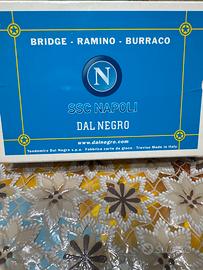 BRIDGE - RAMINO - BURRACO
N
SSC NAPOLI
DAL NEGRO
www.dalnegro.com
Teodomiro Dal Negro s.p.a. Fabbrica carte da gioco - Treviso Made in Italy